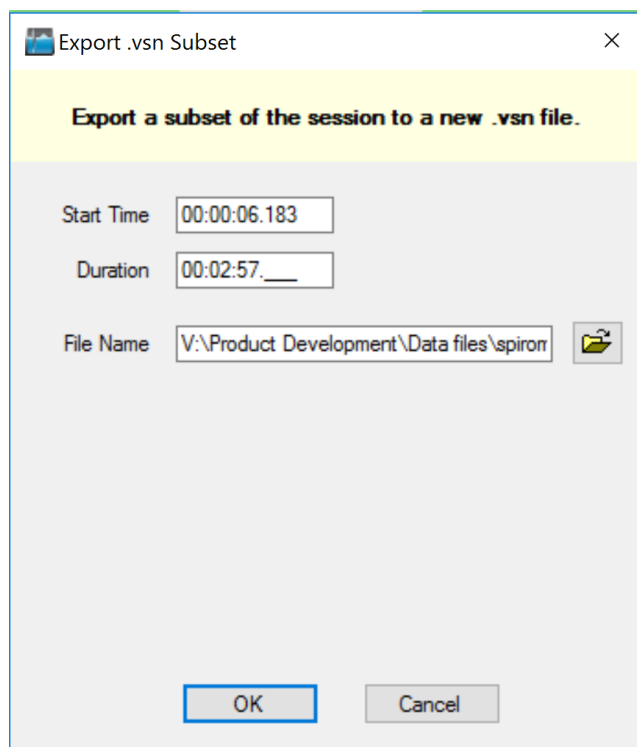 Export .vsn Subset
Export a subset of the session to a new .vsn file.
Start Time 00:00:06.183
Duration 00:02:57.___
File Name V:\Product Development\Data files\spirom
OK Cancel